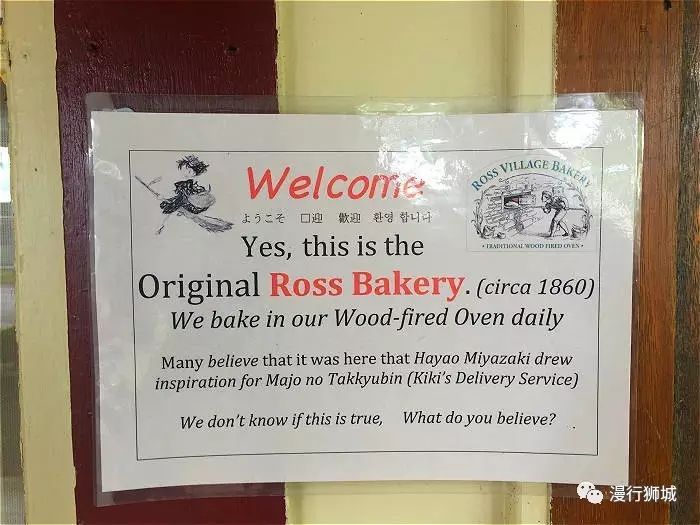 Welcome
ようこそ 口迎 歡迎 환영 합니다
ROSS VILLAGE BAKERY
• TRADITIONAL WOOD FIRED OVEN •
Yes, this is the
Original Ross Bakery. (circa 1860)
We bake in our Wood-fired Oven daily
Many believe that it was here that Hayao Miyazaki drew
inspiration for Majo no Takkyubin (Kiki's Delivery Service)
We don't know if this is true, What do you believe?
漫行狮城